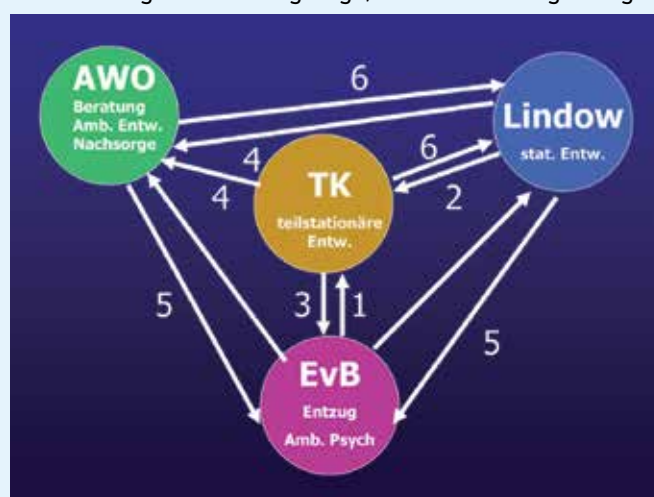 AWO
Beratung
Amb. Entw.
Nachsorge
6
Lindow
stat. Entw.
4
6
TK
teilstationäre
Entw.
4
2
5
3
1
5
EvB
Entzug
Amb. Psych